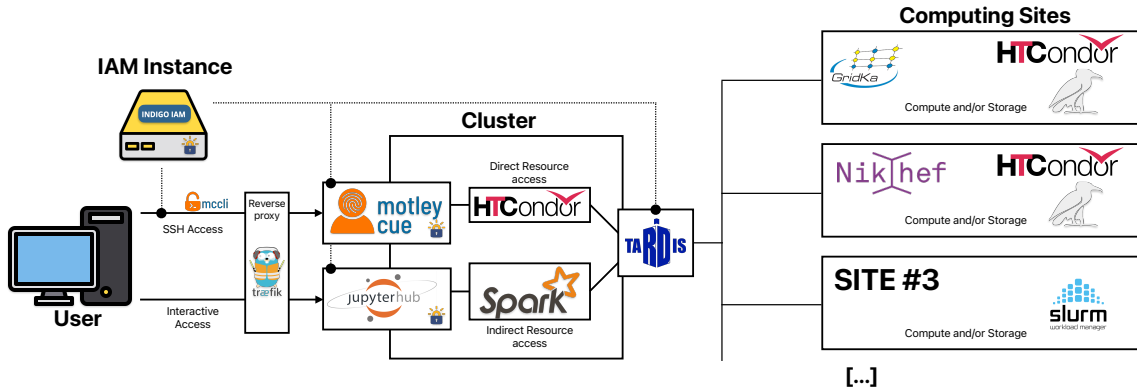 Computing Sites
IAM Instance
INDIGO IAM
GridKa
HTCondor
Compute and/or Storage
Cluster
Direct Resource
access
mccli
SSH Access
Reverse
proxy
motley
cue
HTCondor
TARDIS
Nikhef
HTCondor
Compute and/or Storage
træfik
jupyterhub
Spark
Indirect Resource
access
User
Interactive
Access
SITE #3
slurm
workload manager
Compute and/or Storage
[...]